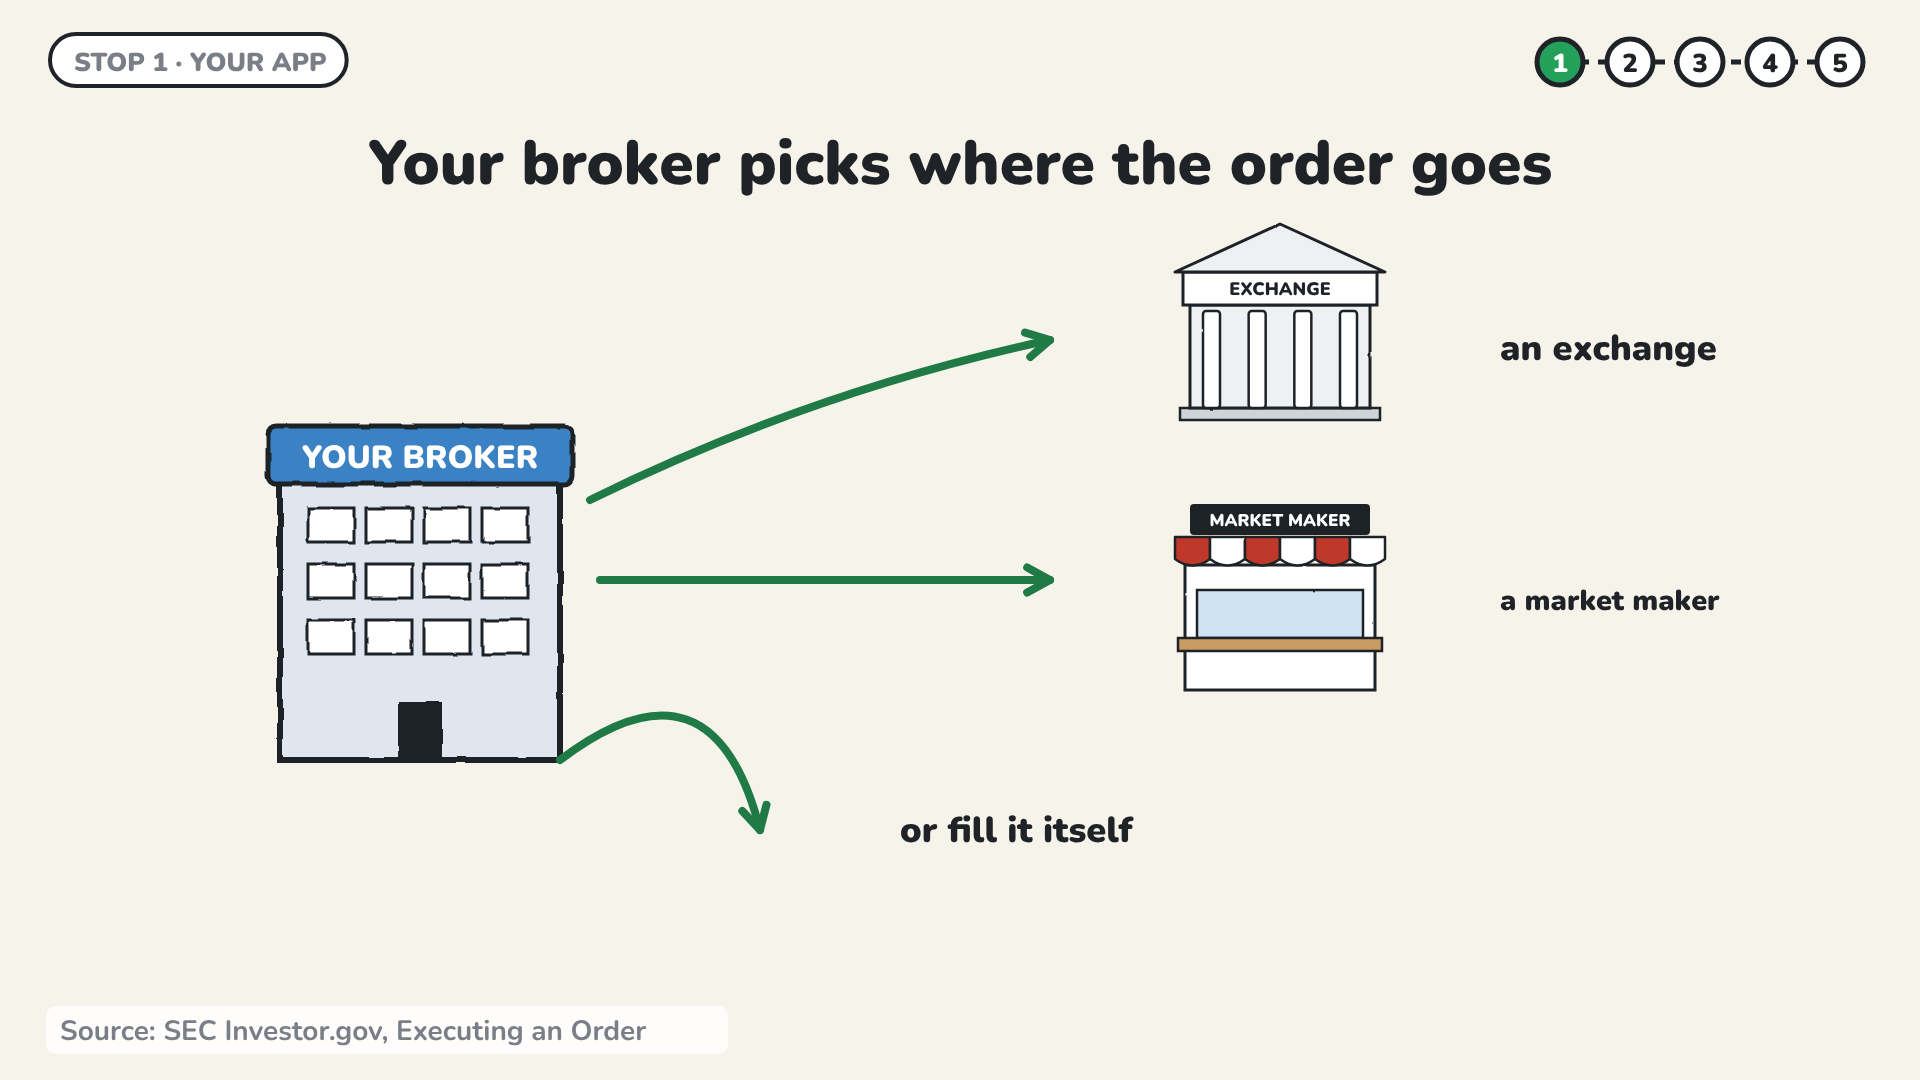 STOP 1 · YOUR APP
1 2 3 4 5
Your broker picks where the order goes
EXCHANGE
an exchange
YOUR BROKER
MARKET MAKER
a market maker
or fill it itself
Source: SEC Investor.gov, Executing an Order